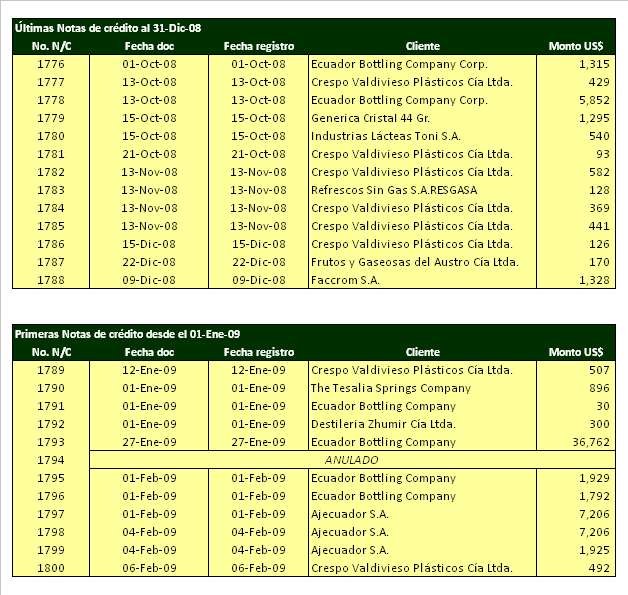 Últimas Notas de crédito al 31-Dic-08
No. N/C Fecha doc Fecha registro Cliente Monto US$
1776 01-Oct-08 01-Oct-08 Ecuador Bottling Company Corp. 1,315
1777 13-Oct-08 13-Oct-08 Crespo Valdivieso Plásticos Cía Ltda. 429
1778 13-Oct-08 13-Oct-08 Ecuador Bottling Company Corp. 5,852
1779 15-Oct-08 15-Oct-08 Generica Cristal 44 Gr. 1,295
1780 15-Oct-08 15-Oct-08 Industrias Lácteas Toni S.A. 540
1781 21-Oct-08 21-Oct-08 Crespo Valdivieso Plásticos Cía Ltda. 93
1782 13-Nov-08 13-Nov-08 Crespo Valdivieso Plásticos Cía Ltda. 582
1783 13-Nov-08 13-Nov-08 Refrescos Sin Gas S.A.RESGASA 128
1784 13-Nov-08 13-Nov-08 Crespo Valdivieso Plásticos Cía Ltda. 369
1785 13-Nov-08 13-Nov-08 Crespo Valdivieso Plásticos Cía Ltda. 441
1786 15-Dic-08 15-Dic-08 Crespo Valdivieso Plásticos Cía Ltda. 126
1787 22-Dic-08 22-Dic-08 Frutos y Gaseosas del Austro Cía Ltda. 170
1788 09-Dic-08 09-Dic-08 Faccrom S.A. 1,328
Primeras Notas de crédito desde el 01-Ene-09
No. N/C Fecha doc Fecha registro Cliente Monto US$
1789 12-Ene-09 12-Ene-09 Crespo Valdivieso Plásticos Cía Ltda. 507
1790 01-Ene-09 01-Ene-09 The Tesalia Springs Company 896
1791 01-Ene-09 01-Ene-09 Ecuador Bottling Company 30
1792 01-Ene-09 01-Ene-09 Destileria Zhumir Cía Ltda. 300
1793 27-Ene-09 27-Ene-09 Ecuador Bottling Company 36,762
1794 ANULADO
1795 01-Feb-09 01-Feb-09 Ecuador Bottling Company 1,929
1796 01-Feb-09 01-Feb-09 Ecuador Bottling Company 1,792
1797 01-Feb-09 01-Feb-09 Ajecuador S.A. 7,206
1798 04-Feb-09 04-Feb-09 Ajecuador S.A. 7,206
1799 04-Feb-09 04-Feb-09 Ajecuador S.A. 1,925
1800 06-Feb-09 06-Feb-09 Crespo Valdivieso Plásticos Cía Ltda. 492